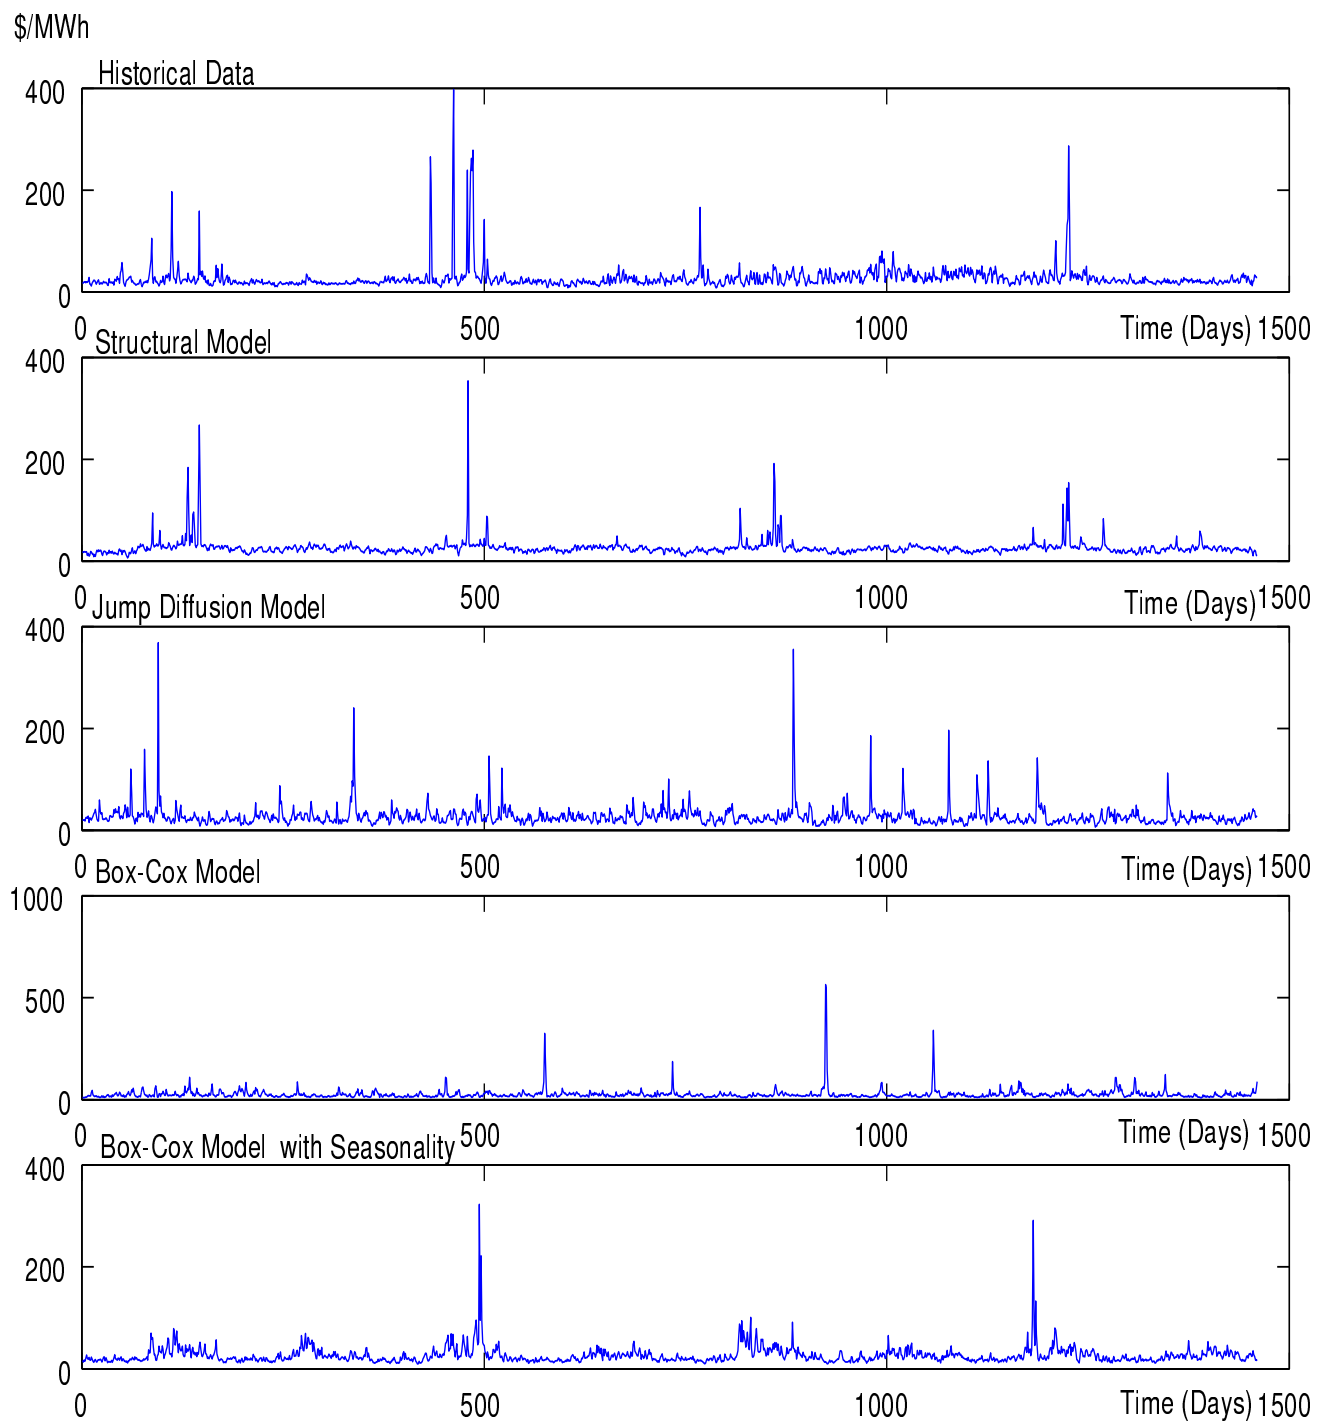 $/MWh
Historical Data
400
200
0
0 500 1000 Time (Days) 1500
Structural Model
400
200
0
0 500 1000 Time (Days) 1500
Jump Diffusion Model
400
200
0
0 500 1000 Time (Days) 1500
Box-Cox Model
1000
500
0
0 500 1000 Time (Days) 1500
Box-Cox Model with Seasonality
400
200
0
0 500 1000 Time (Days) 1500